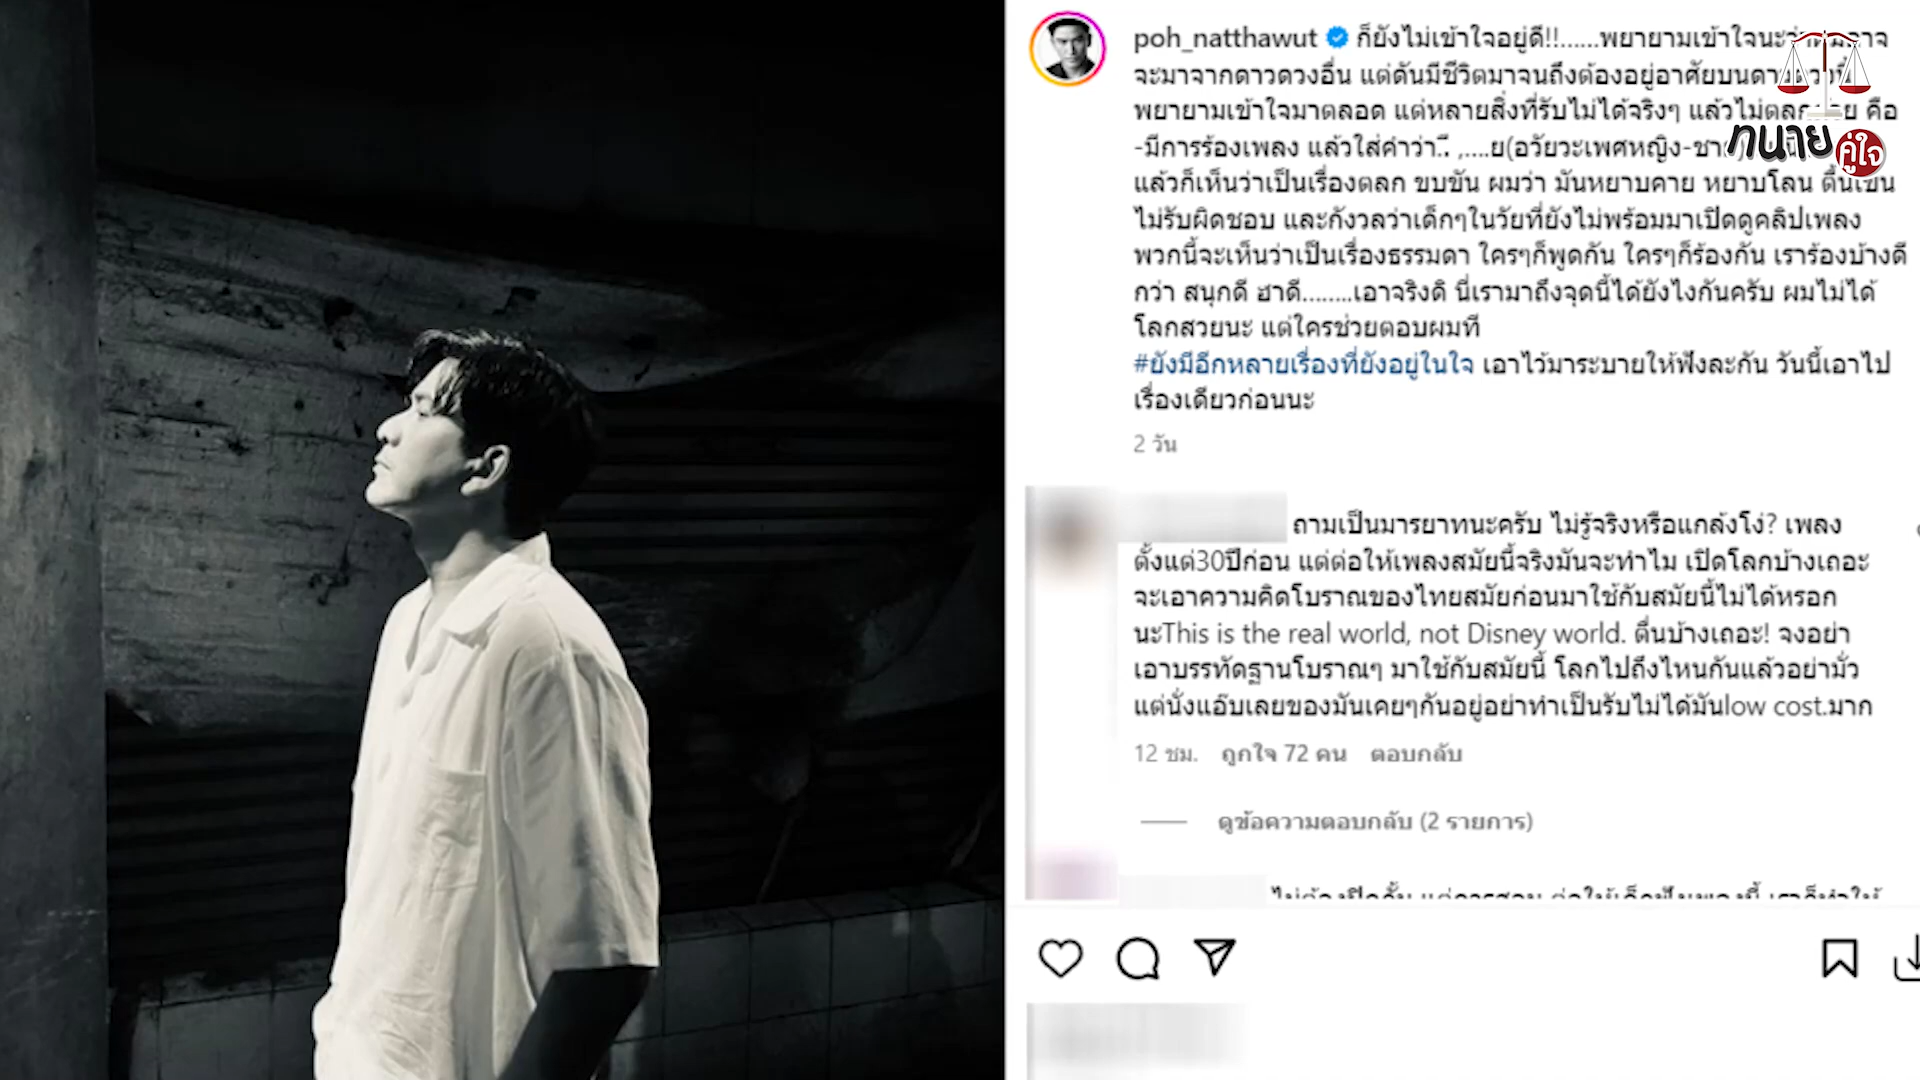 poh_natthawut ก็ยังไม่เข้าใจอยู่ดี!!......พยายามเข้าใจนะ
จะมาจากดาวดวงอื่น แต่ดันมีชีวิตมาจนถึงต้องอยู่อาศัยบน
พยายามเข้าใจมาตลอด แต่หลายสิ่งที่รับไม่ได้จริงๆ แล้วไม่ คือ
-มีการร้องเพลง แล้วใส่คำว่า ,....ย(อวัยวะเพศหญิง-
แล้วก็เห็นว่าเป็นเรื่องตลก ขบขัน ผมว่า มันหยาบคาย หยาบโลน ตื้นเขิน
ไม่รับผิดชอบ และกังวลว่าเด็กๆในวัยที่ยังไม่พร้อมมาเปิดดูคลิปเพลง
พวกนี้จะเห็นว่าเป็นเรื่องธรรมดา ใครๆก็พูดกัน ใครๆก็ร้องกัน เราร้องบ้างดี
กว่า สนุกดี ฮาดี........เอาจริงดิ นี่เรามาถึงจุดนี้ได้ยังไงกันครับ ผมไม่ได้
โลกสวยนะ แต่ใครช่วยตอบผมที
#ยังมีอีกหลายเรื่องที่ยังอยู่ในใจ เอาไว้มาระบายให้ฟังละกัน วันนี้เอาไป
เรื่องเดียวก่อนนะ
2 วัน
ทนาย
คู่ใจ
ถามเป็นมารยาทนะครับ ไม่รู้จริงหรือแกล้งโง่? เพลง
ตั้งแต่30ปีก่อน แต่ต่อให้เพลงสมัยนี้จริงมันจะทำไม เปิดโลกบ้างเถอะ
จะเอาความคิดโบราณของไทยสมัยก่อนมาใช้กับสมัยนี้ไม่ได้หรอก
นะThis is the real world, not Disney world. ตื่นบ้างเถอะ! จงอย่า
เอาบรรทัดฐานโบราณๆ มาใช้กับสมัยนี้ โลกไปถึงไหนกันแล้วอย่ามัว
แต่นั่งแอ๊บเลยของมันเคยๆกันอยู่อย่าทำเป็นรับไม่ได้มันlow cost.มาก
12 ชม. ถูกใจ 72 คน ตอบกลับ
ดูข้อความตอบกลับ (2 รายการ)